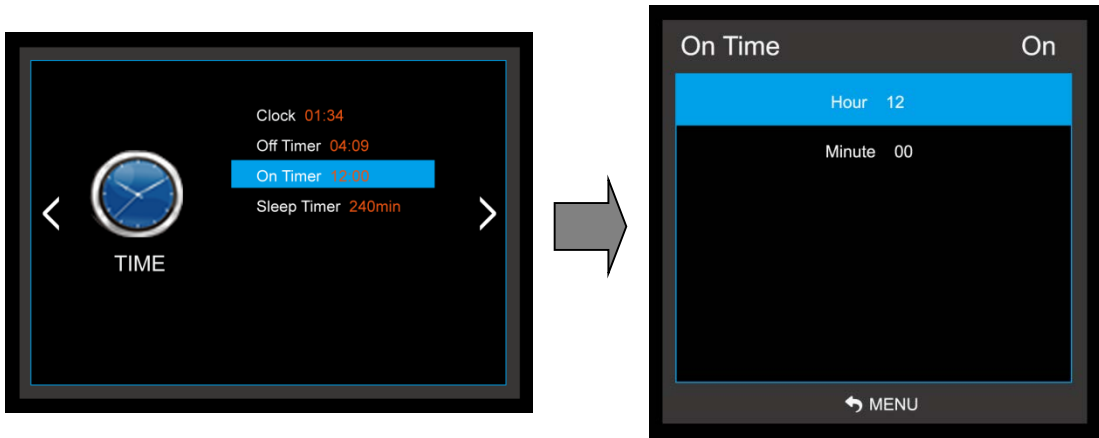 Clock 01:34
Off Timer 04:09
On Timer 12:00
Sleep Timer 240min
TIME
On Time On
Hour 12
Minute 00
MENU